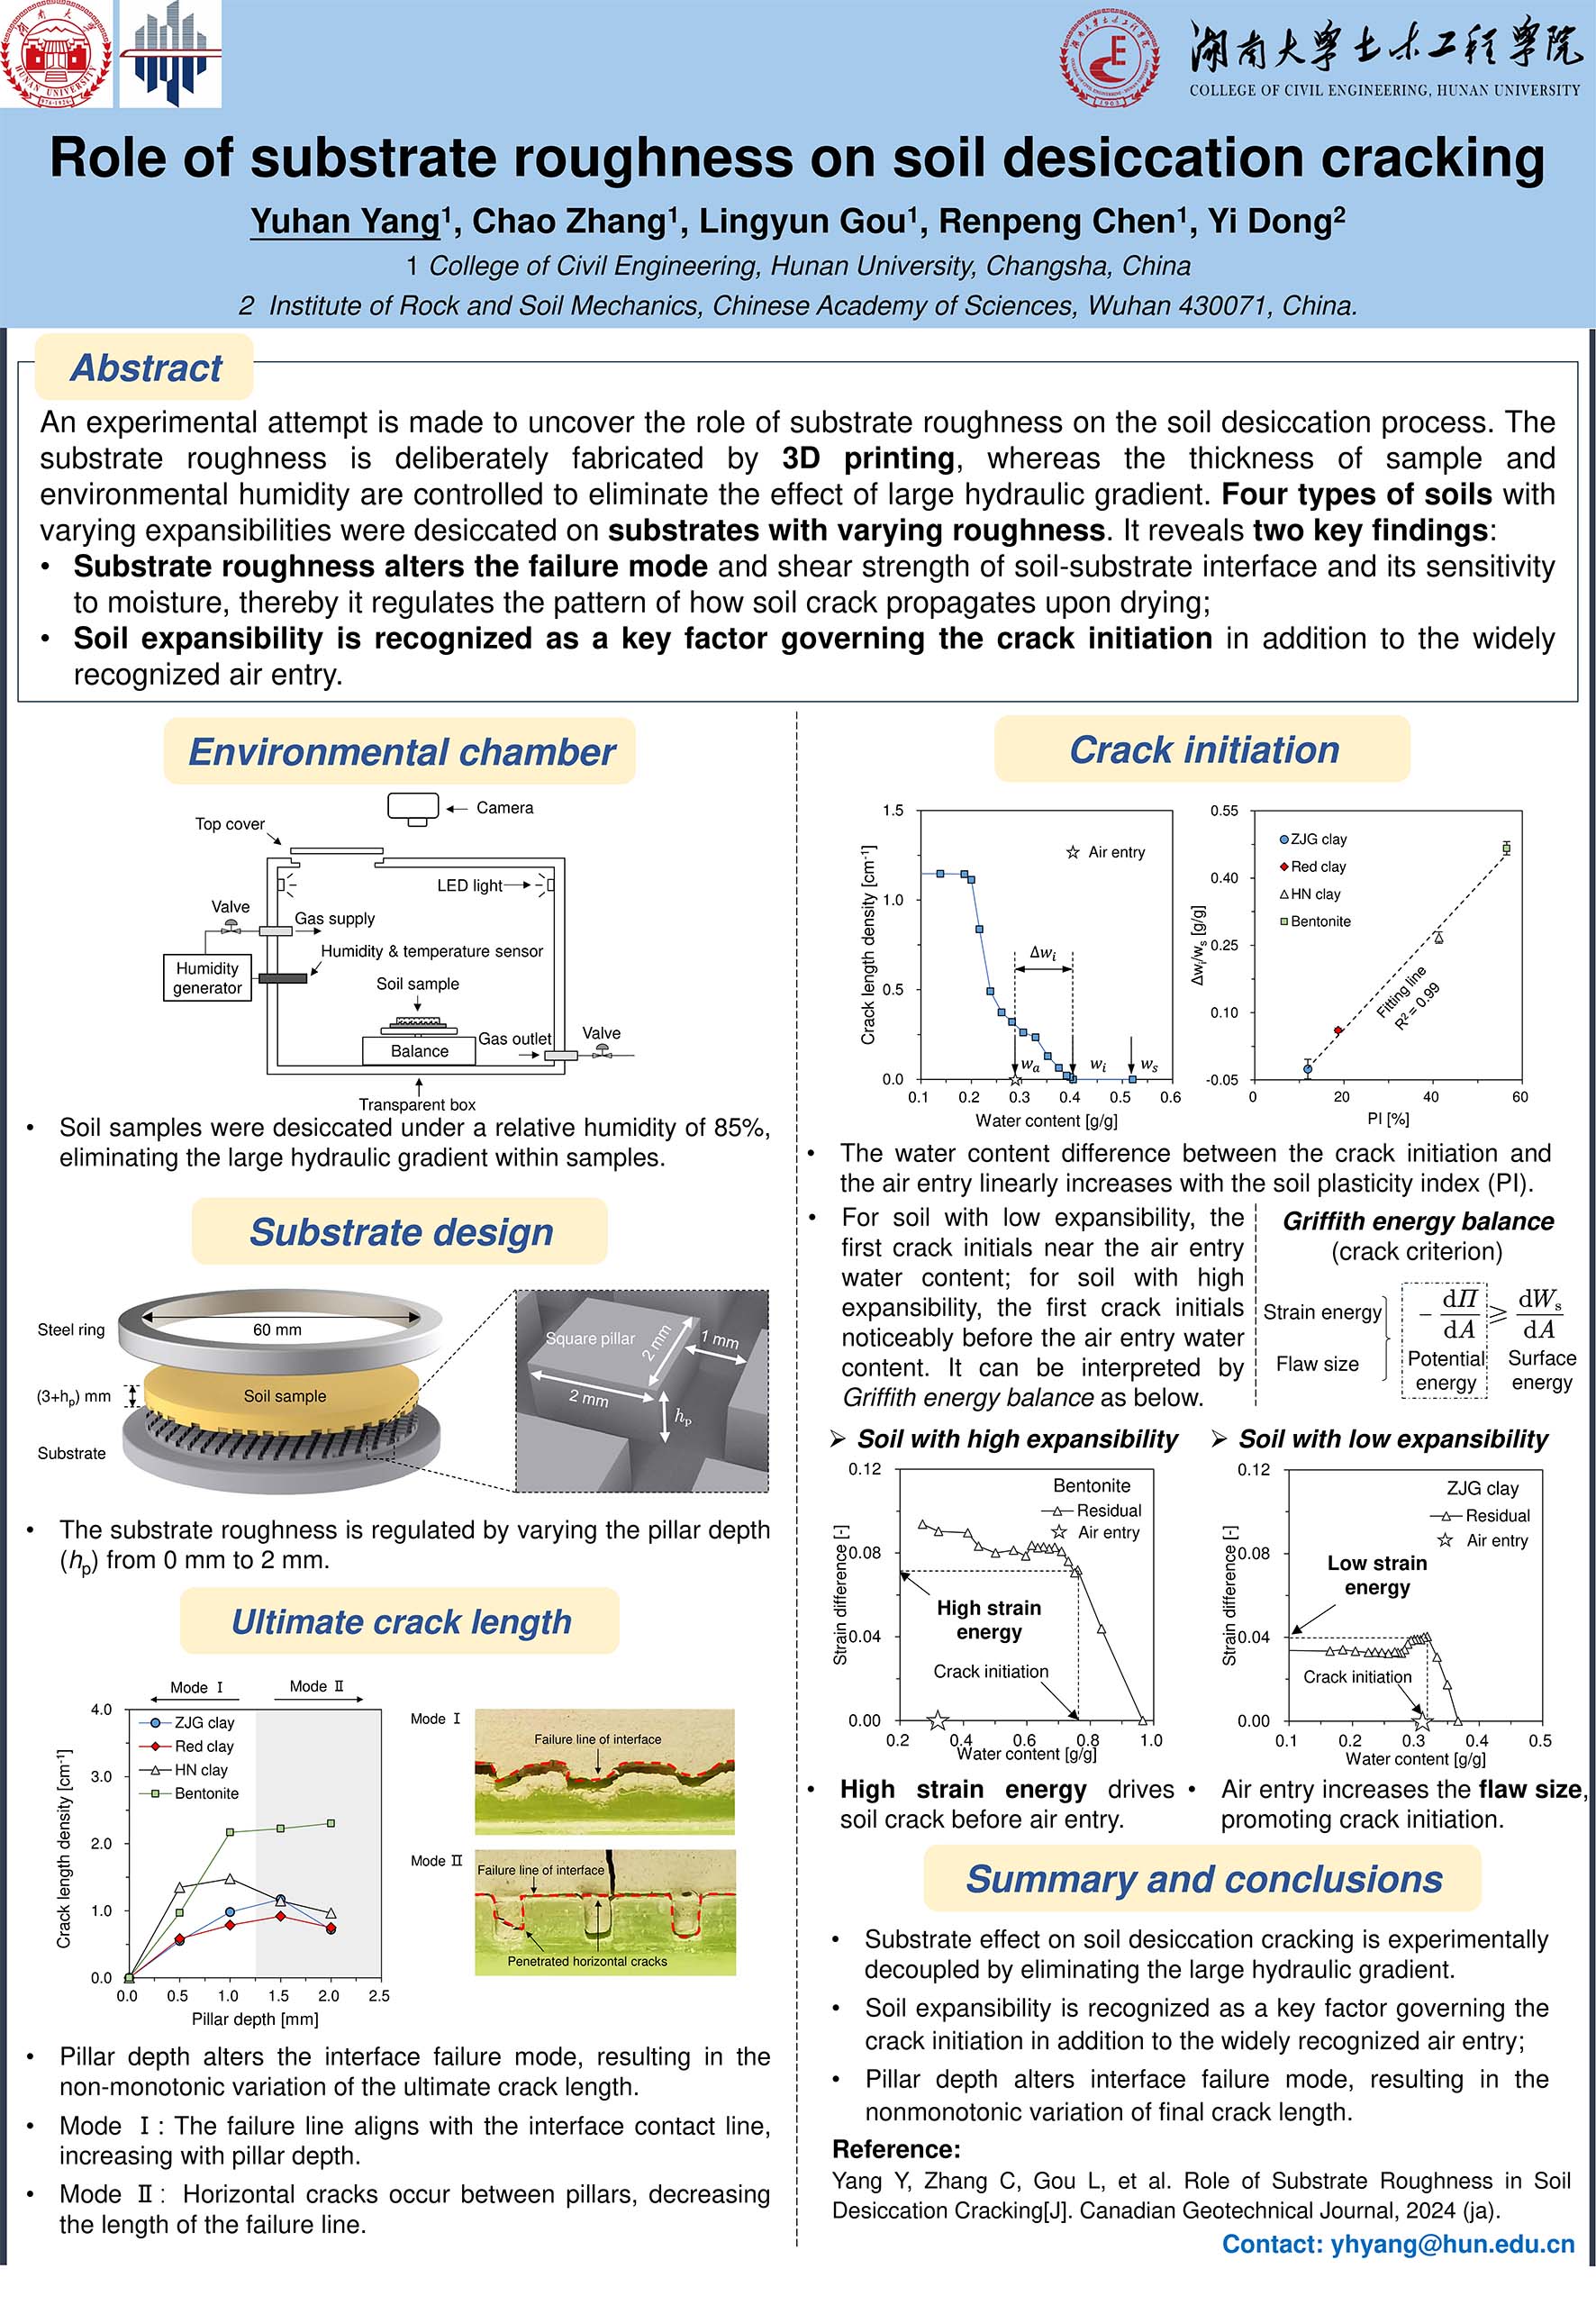 HUNAN UNIVERSITY
湖南大学土木工程学院
COLLEGE OF CIVIL ENGINEERING, HUNAN UNIVERSITY
Role of substrate roughness on soil desiccation cracking
Yuhan Yang1, Chao Zhang1, Lingyun Gou1, Renpeng Chen1, Yi Dong2
1 College of Civil Engineering, Hunan University, Changsha, China
2 Institute of Rock and Soil Mechanics, Chinese Academy of Sciences, Wuhan 430071, China.
Abstract
An experimental attempt is made to uncover the role of substrate roughness on the soil desiccation process. The
substrate roughness is deliberately fabricated by 3D printing, whereas the thickness of sample and
environmental humidity are controlled to eliminate the effect of large hydraulic gradient. Four types of soils with
varying expansibilities were desiccated on substrates with varying roughness. It reveals two key findings:
• Substrate roughness alters the failure mode and shear strength of soil-substrate interface and its sensitivity
to moisture, thereby it regulates the pattern of how soil crack propagates upon drying;
• Soil expansibility is recognized as a key factor governing the crack initiation in addition to the widely
recognized air entry.
Environmental chamber
Camera
Top cover
LED light
Valve
Gas supply
Humidity & temperature sensor
Humidity
generator
Soil sample
Balance
Gas outlet
Valve
Transparent box
• Soil samples were desiccated under a relative humidity of 85%,
eliminating the large hydraulic gradient within samples.
Substrate design
Steel ring
60 mm
(3+hp) mm
Soil sample
Substrate
Square pillar
2 mm
1 mm
2 mm
hp
• The substrate roughness is regulated by varying the pillar depth
(hp) from 0 mm to 2 mm.
Ultimate crack length
Mode Ⅰ
Mode Ⅱ
Crack length density [cm-1]
4.0
3.0
2.0
1.0
0.0
ZJG clay
Red clay
HN clay
Bentonite
0.0 0.5 1.0 1.5 2.0 2.5
Pillar depth [mm]
Mode Ⅰ
Failure line of interface
Mode Ⅱ
Failure line of interface
Penetrated horizontal cracks
• Pillar depth alters the interface failure mode, resulting in the
non-monotonic variation of the ultimate crack length.
• Mode Ⅰ: The failure line aligns with the interface contact line,
increasing with pillar depth.
• Mode Ⅱ: Horizontal cracks occur between pillars, decreasing
the length of the failure line.
Crack initiation
Crack length density [cm-1]
1.5
1.0
0.5
0.0
Air entry
Δwi
wa
wi
ws
0.1 0.2 0.3 0.4 0.5 0.6
Water content [g/g]
Δwi/ws [g/g]
0.55
0.40
0.25
0.10
-0.05
ZJG clay
Red clay
HN clay
Bentonite
Fitting line
R2 = 0.99
0 20 40 60
PI [%]
• The water content difference between the crack initiation and
the air entry linearly increases with the soil plasticity index (PI).
• For soil with low expansibility, the
first crack initials near the air entry
water content; for soil with high
expansibility, the first crack initials
noticeably before the air entry water
content. It can be interpreted by
Griffith energy balance as below.
Griffith energy balance
(crack criterion)
Strain energy
Flaw size
− dΠ/dA ⩾ dWs/dA
Potential
energy
Surface
energy
➢ Soil with high expansibility
Strain difference [-]
0.12
0.08
0.04
0.00
Bentonite
Residual
Air entry
High strain
energy
Crack initiation
0.2 0.4 0.6 0.8 1.0
Water content [g/g]
• High strain energy drives
soil crack before air entry.
➢ Soil with low expansibility
Strain difference [-]
0.12
0.08
0.04
0.00
ZJG clay
Residual
Air entry
Low strain
energy
Crack initiation
0.1 0.2 0.3 0.4 0.5
Water content [g/g]
• Air entry increases the flaw size,
promoting crack initiation.
Summary and conclusions
• Substrate effect on soil desiccation cracking is experimentally
decoupled by eliminating the large hydraulic gradient.
• Soil expansibility is recognized as a key factor governing the
crack initiation in addition to the widely recognized air entry;
• Pillar depth alters interface failure mode, resulting in the
nonmonotonic variation of final crack length.
Reference:
Yang Y, Zhang C, Gou L, et al. Role of Substrate Roughness in Soil
Desiccation Cracking[J]. Canadian Geotechnical Journal, 2024 (ja).
Contact: yhyang@hun.edu.cn